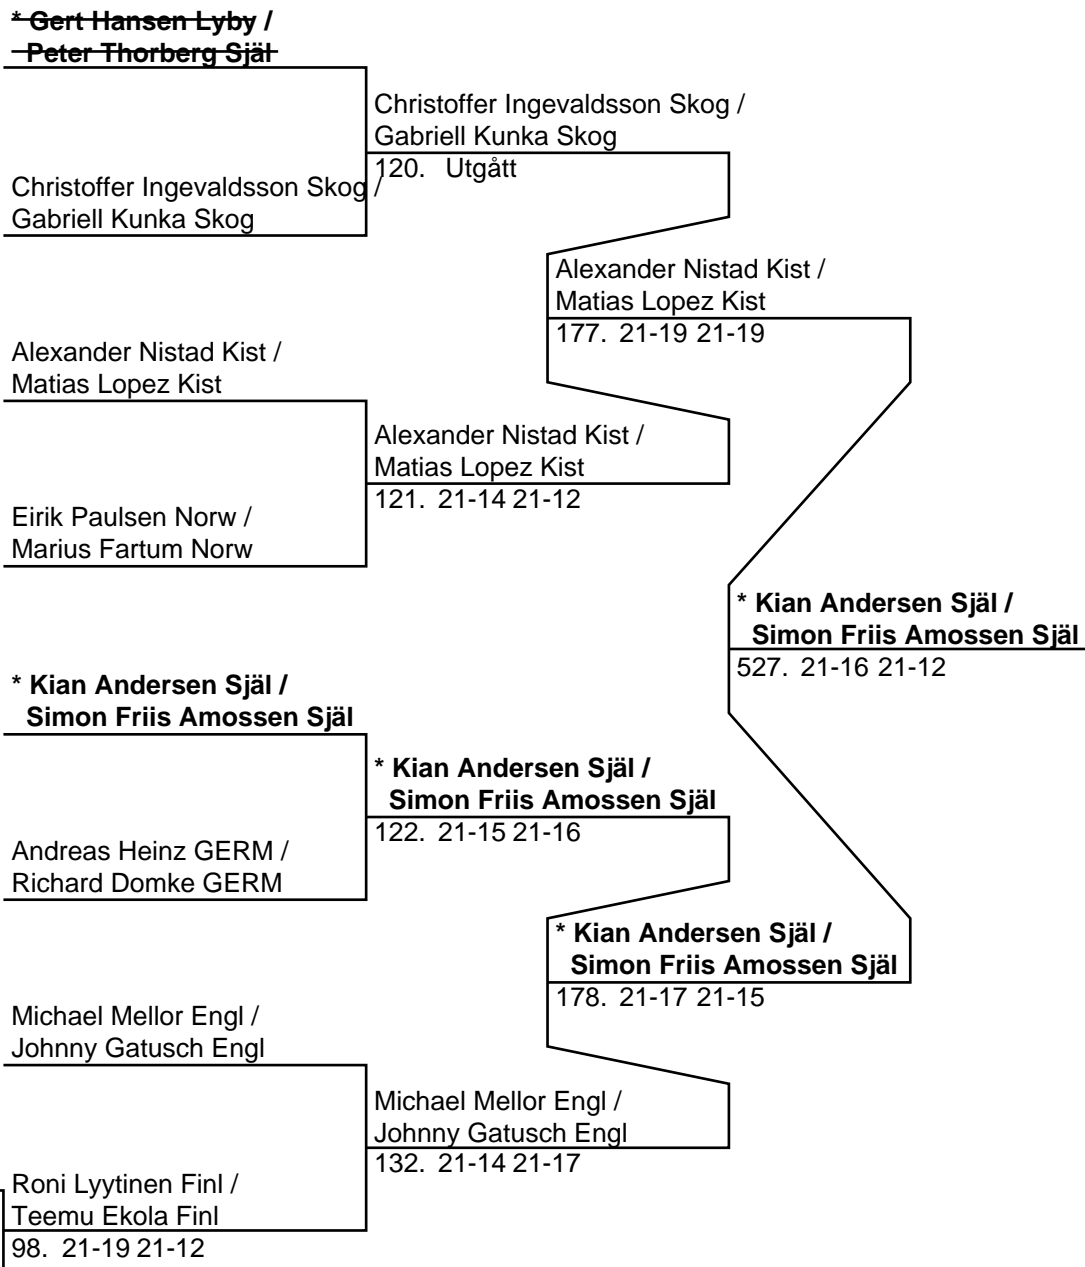 * Gert Hansen Lyby /
Peter Thorberg Själ
Christoffer Ingevaldsson Skog /
Gabriell Kunka Skog
120. Utgått
Christoffer Ingevaldsson Skog /
Gabriell Kunka Skog
Alexander Nistad Kist /
Matias Lopez Kist
177. 21-19 21-19
Alexander Nistad Kist /
Matias Lopez Kist
Alexander Nistad Kist /
Matias Lopez Kist
121. 21-14 21-12
Eirik Paulsen Norw /
Marius Fartum Norw
* Kian Andersen Själ /
Simon Friis Amossen Själ
527. 21-16 21-12
* Kian Andersen Själ /
Simon Friis Amossen Själ
* Kian Andersen Själ /
Simon Friis Amossen Själ
122. 21-15 21-16
Andreas Heinz GERM /
Richard Domke GERM
* Kian Andersen Själ /
Simon Friis Amossen Själ
178. 21-17 21-15
Michael Mellor Engl /
Johnny Gatusch Engl
Michael Mellor Engl /
Johnny Gatusch Engl
132. 21-14 21-17
Roni Lyytinen Finl /
Teemu Ekola Finl
98. 21-19 21-12